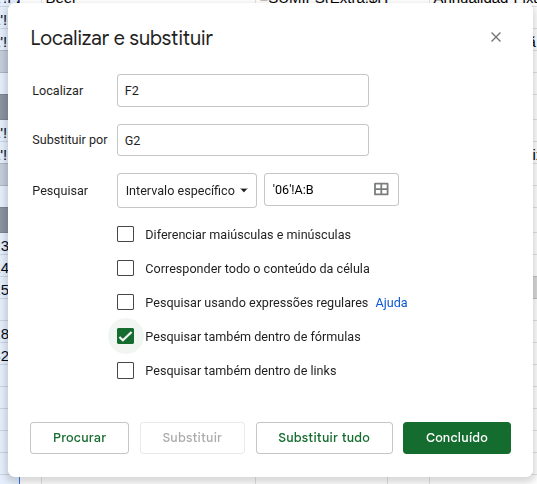 Localizar e substituir
Localizar F2
Substituir por G2
Pesquisar Intervalo específico '06'!A:B
Diferenciar maiúsculas e minúsculas
Corresponder todo o conteúdo da célula
Pesquisar usando expressões regulares Ajuda
Pesquisar também dentro de fórmulas
Pesquisar também dentro de links
Procurar Substituir Substituir tudo Concluído